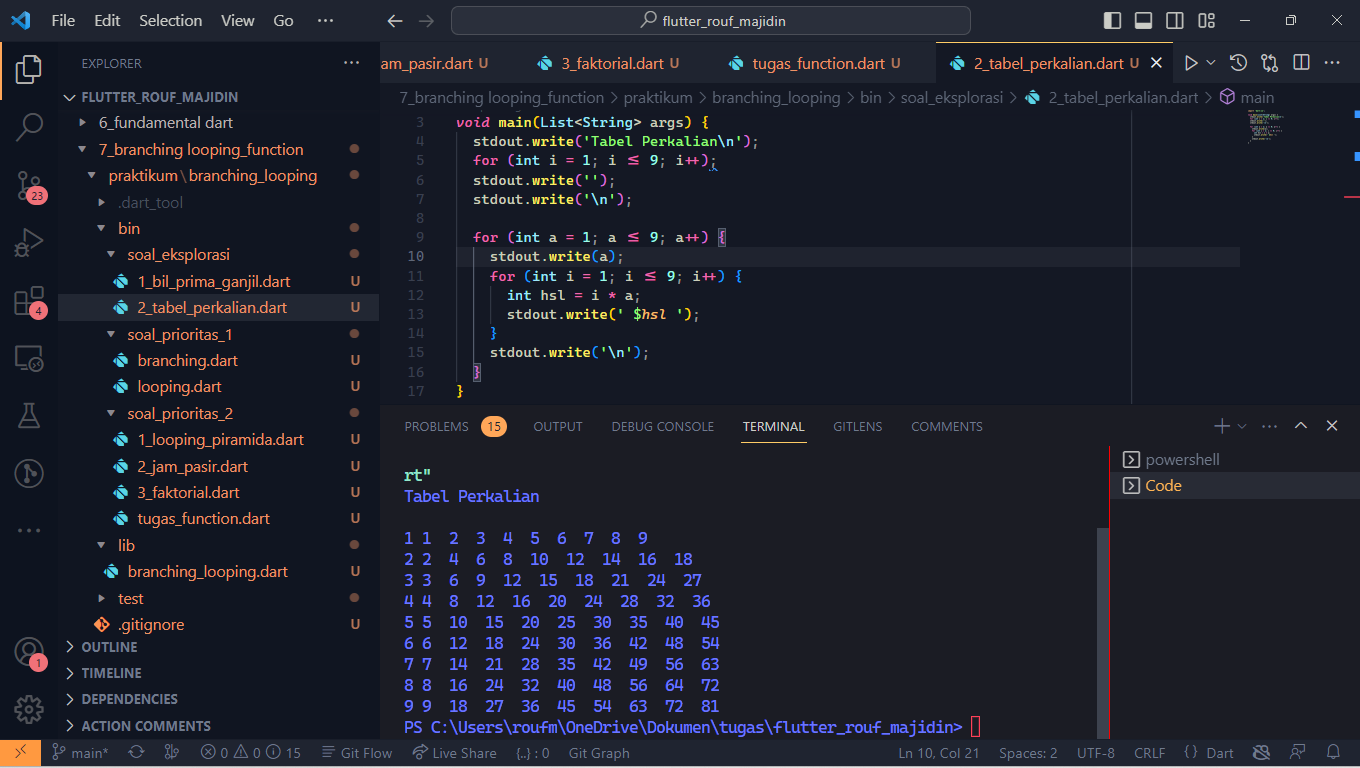 File Edit Selection View Go ··· flutter_rouf_majidin
EXPLORER ···
FLUTTER_ROUF_MAJIDIN
6_fundamental dart
7_branching looping_function
praktikum\branching_looping
.dart_tool
bin
soal_eksplorasi
1_bil_prima_ganjil.dart U
2_tabel_perkalian.dart U
soal_prioritas_1
branching.dart U
looping.dart U
soal_prioritas_2
1_looping_piramida.dart U
2_jam_pasir.dart U
3_faktorial.dart U
tugas_function.dart U
lib
branching_looping.dart U
test
.gitignore U
OUTLINE
TIMELINE
DEPENDENCIES
ACTION COMMENTS
23
4
1
am_pasir.dart U 3_faktorial.dart U tugas_function.dart U 2_tabel_perkalian.dart U
7_branching looping_function > praktikum > branching_looping > bin > soal_eksplorasi > 2_tabel_perkalian.dart > main
3 void main(List<String> args) {
4 stdout.write('Tabel Perkalian\n');
5 for (int i = 1; i ≤ 9; i++);
6 stdout.write('');
7 stdout.write('\n');
8
9 for (int a = 1; a ≤ 9; a++) {
10 stdout.write(a);
11 for (int i = 1; i ≤ 9; i++) {
12 int hsl = i * a;
13 stdout.write(' $hsl ');
14 }
15 stdout.write('\n');
16 }
17 }
PROBLEMS 15 OUTPUT DEBUG CONSOLE TERMINAL GITLENS COMMENTS
powershell
Code
rt"
Tabel Perkalian
1 1 2 3 4 5 6 7 8 9
2 2 4 6 8 10 12 14 16 18
3 3 6 9 12 15 18 21 24 27
4 4 8 12 16 20 24 28 32 36
5 5 10 15 20 25 30 35 40 45
6 6 12 18 24 30 36 42 48 54
7 7 14 21 28 35 42 49 56 63
8 8 16 24 32 40 48 56 64 72
9 9 18 27 36 45 54 63 72 81
PS C:\Users\roufm\OneDrive\Dokumen\tugas\flutter_rouf_majidin>
main* 0 0 15 Git Flow Live Share {..} : 0 Git Graph Ln 10, Col 21 Spaces: 2 UTF-8 CRLF {} Dart